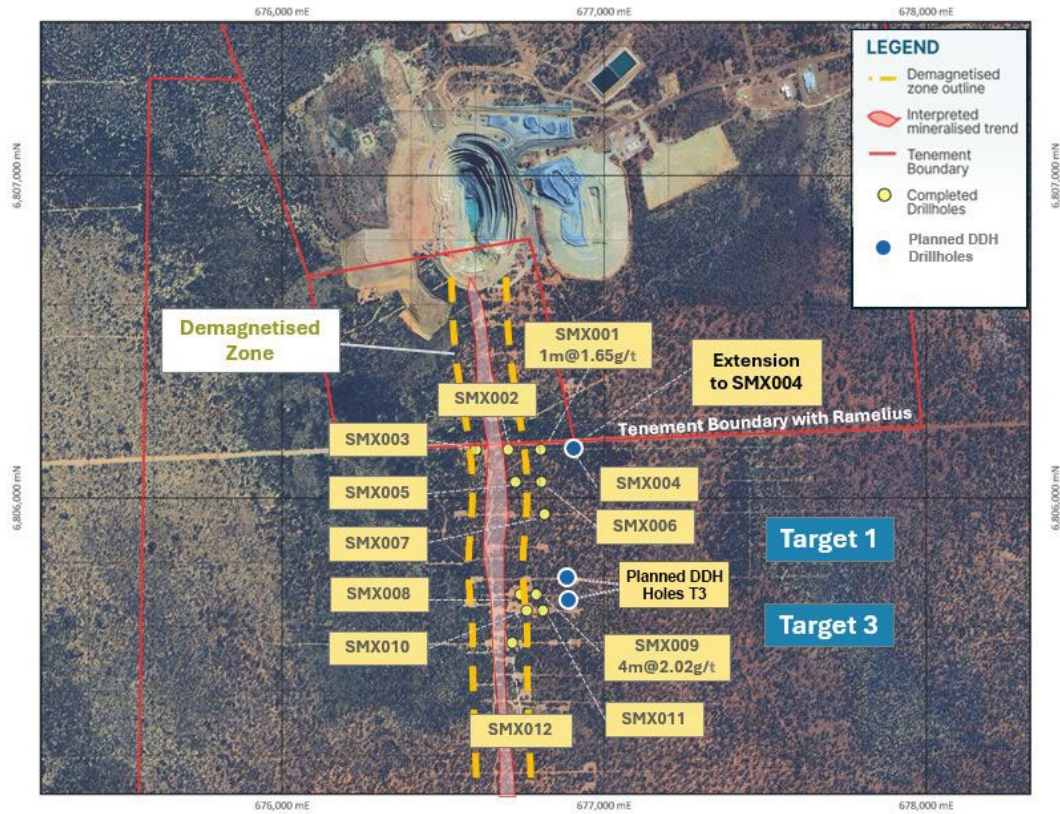 676,000 mE
677,000 mE
678,000 mE
6,807,000 mN
6,807,000 mN
6,806,000 mN
6,806,000 mN
LEGEND
Demagnetised
zone outline
Interpreted
mineralised trend
Tenement
Boundary
Completed
Drillholes
Planned DDH
Drillholes
Demagnetised
Zone
SMX001
1m@1.65g/t
Extension
to SMX004
SMX002
Tenement Boundary with Ramelius
SMX003
SMX004
SMX005
SMX006
SMX007
Target 1
Planned DDH
Holes T3
SMX008
Target 3
SMX010
SMX009
4m@2.02g/t
SMX011
SMX012
676,000 mE
677,000 mE
678,000 mE